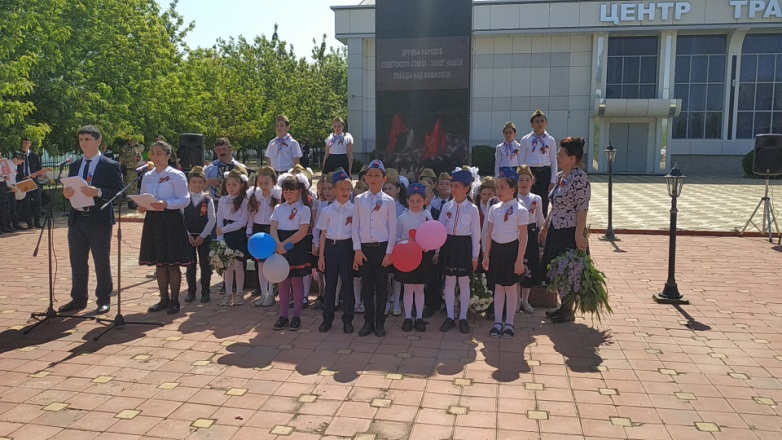 ЦЕНТР ТРА
ДРУЖБА НАРОДОВ
СОВЕТСКОГО СОЮЗА - ЗАЛОГ НАШЕЙ
ПОБЕДЫ НАД ФАШИЗМОМ